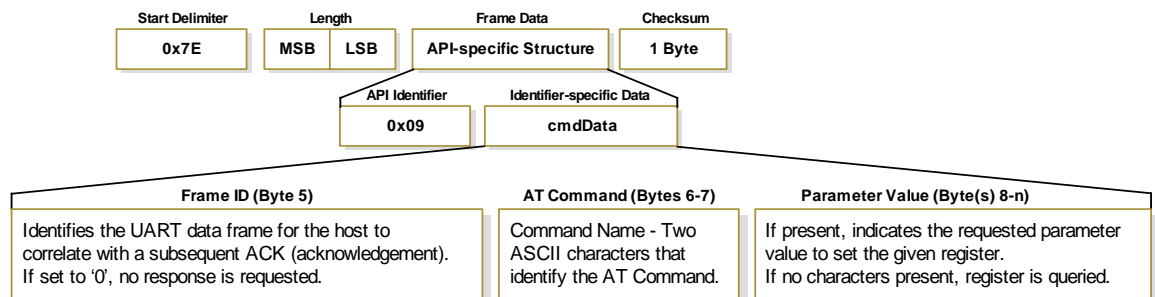 Start Delimiter Length Frame Data Checksum
0x7E MSB LSB API-specific Structure 1 Byte
API Identifier Identifier-specific Data
0x09 cmdData
Frame ID (Byte 5)
Identifies the UART data frame for the host to
correlate with a subsequent ACK (acknowledgement).
If set to ‘0’, no response is requested.
AT Command (Bytes 6-7)
Command Name - Two
ASCII characters that
identify the AT Command.
Parameter Value (Byte(s) 8-n)
If present, indicates the requested parameter
value to set the given register.
If no characters present, register is queried.